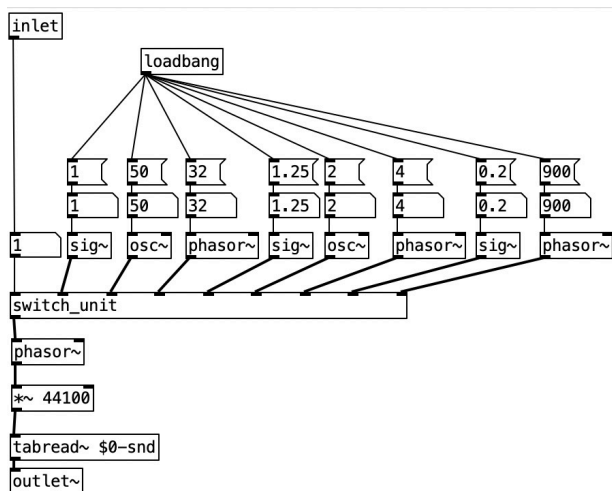 inlet
loadbang
1 50 32 1.25 2 4 0.2 900
1 50 32 1.25 2 4 0.2 900
1 sig~ osc~ phasor~ sig~ osc~ phasor~ sig~ phasor~
switch_unit
phasor~
*~ 44100
tabread~ $0-snd
outlet~